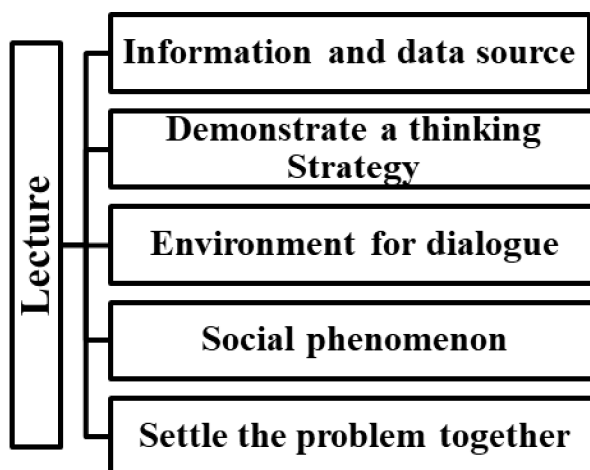 Lecture
Information and data source
Demonstrate a thinking
Strategy
Environment for dialogue
Social phenomenon
Settle the problem together